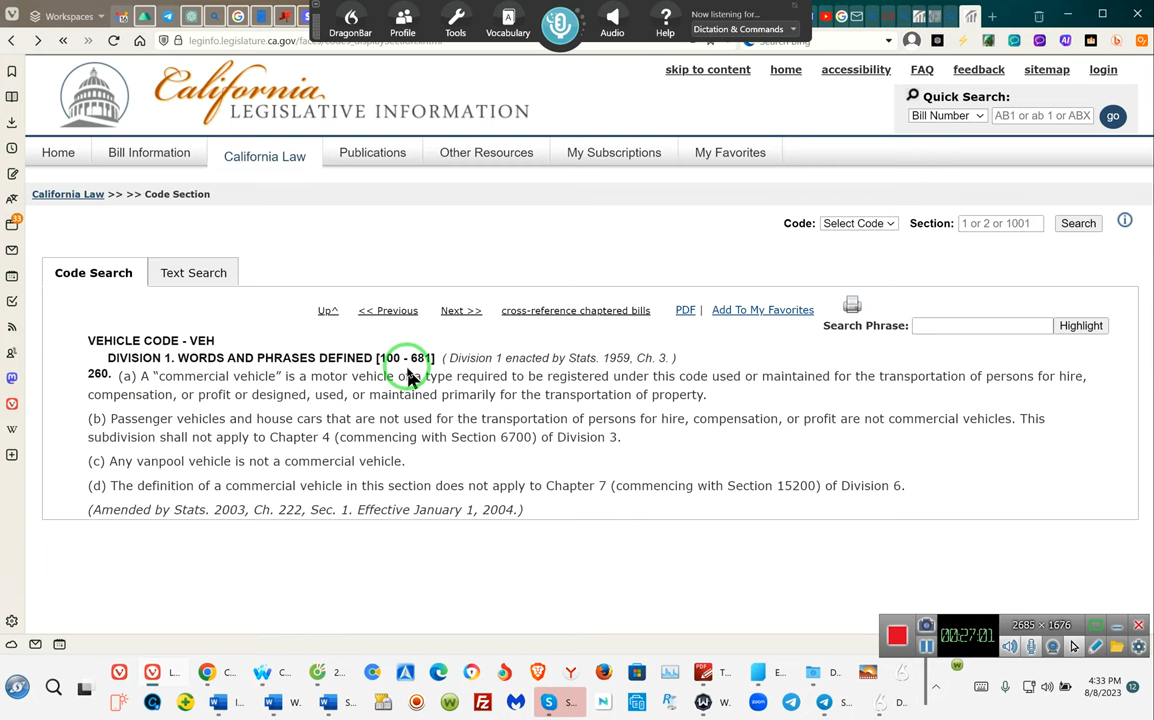 Workspaces
DragonBar
Profile
Tools
Vocabulary
Audio
Help
Now listening for...
Dictation & Commands
leginfo.legislature.ca.gov
skip to content home accessibility FAQ feedback sitemap login
California
LEGISLATIVE INFORMATION
Quick Search:
Bill Number AB1 or ab 1 or ABX go
Home Bill Information California Law Publications Other Resources My Subscriptions My Favorites
California Law >> >> Code Section
Code: Select Code Section: 1 or 2 or 1001 Search
Code Search Text Search
Up^ << Previous Next >> cross-reference chaptered bills PDF | Add To My Favorites
Search Phrase: Highlight
VEHICLE CODE - VEH
DIVISION 1. WORDS AND PHRASES DEFINED [100 - 681] ( Division 1 enacted by Stats. 1959, Ch. 3. )
260. (a) A “commercial vehicle” is a motor vehicle of a type required to be registered under this code used or maintained for the transportation of persons for hire,
compensation, or profit or designed, used, or maintained primarily for the transportation of property.
(b) Passenger vehicles and house cars that are not used for the transportation of persons for hire, compensation, or profit are not commercial vehicles. This
subdivision shall not apply to Chapter 4 (commencing with Section 6700) of Division 3.
(c) Any vanpool vehicle is not a commercial vehicle.
(d) The definition of a commercial vehicle in this section does not apply to Chapter 7 (commencing with Section 15200) of Division 6.
(Amended by Stats. 2003, Ch. 222, Sec. 1. Effective January 1, 2004.)
00:27:01
2685 × 1676
L... C... W... 2... T... E... D...
I... W... S... S... W... S... D...
4:33 PM
8/8/2023